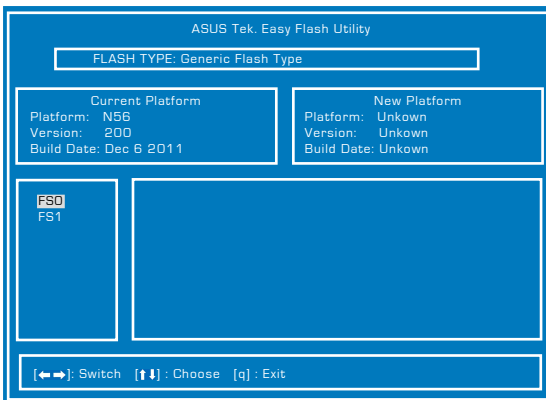 ASUS Tek. Easy Flash Utility
FLASH TYPE: Generic Flash Type
Current Platform
Platform: N56
Version: 200
Build Date: Dec 6 2011
New Platform
Platform: Unkown
Version: Unkown
Build Date: Unkown
FS0
FS1
[←→]: Switch [↑↓] : Choose [q] : Exit